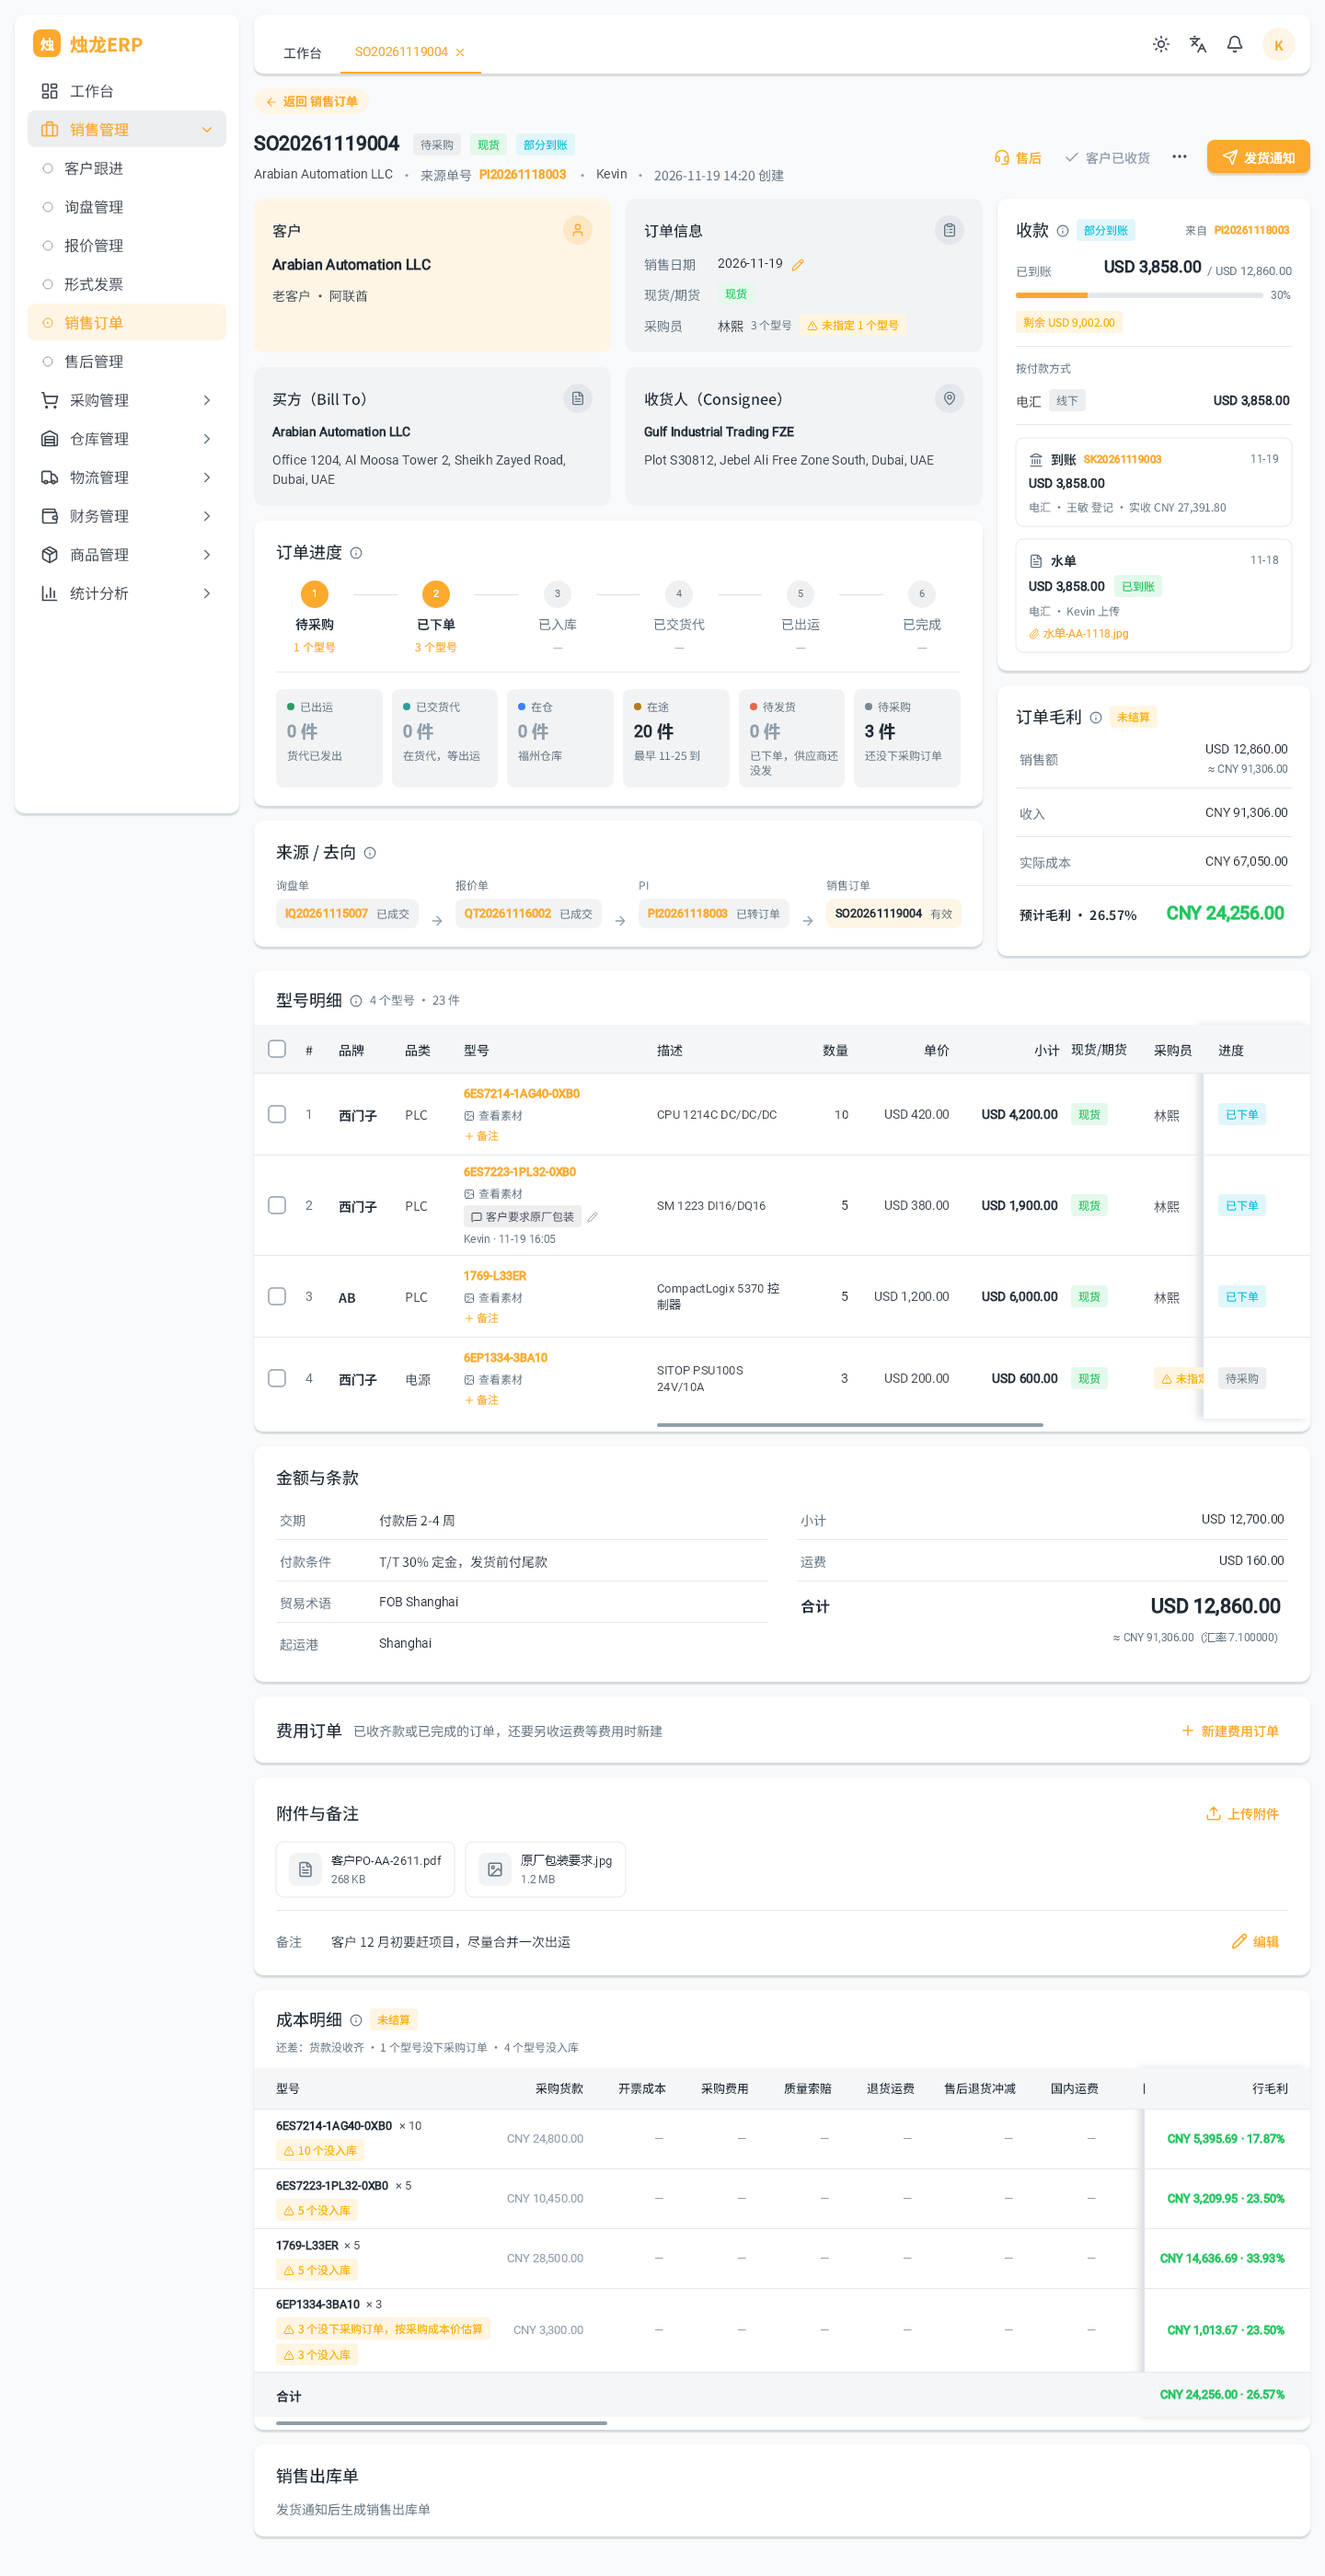 烛 烛龙ERP
工作台
销售管理
客户跟进
询盘管理
报价管理
形式发票
销售订单
售后管理
采购管理
仓库管理
物流管理
财务管理
商品管理
统计分析
工作台 SO20261119004
K
返回 销售订单
SO20261119004 待采购 现货 部分到账
Arabian Automation LLC • 来源单号 PI20261118003 • Kevin • 2026-11-19 14:20 创建
售后 客户已收货 ••• 发货通知
客户
Arabian Automation LLC
老客户 • 阿联酋
订单信息
销售日期 2026-11-19
现货/期货 现货
采购员 林熙 3 个型号 未指定 1 个型号
买方（Bill To）
Arabian Automation LLC
Office 1204, Al Moosa Tower 2, Sheikh Zayed Road,
Dubai, UAE
收货人（Consignee）
Gulf Industrial Trading FZE
Plot S30812, Jebel Ali Free Zone South, Dubai, UAE
收款 部分到账 来自 PI20261118003
已到账 USD 3,858.00 / USD 12,860.00
30%
剩余 USD 9,002.00
按付款方式
电汇 线下 USD 3,858.00
到账 SK20261119003 11-19
USD 3,858.00
电汇 • 王敏 登记 • 实收 CNY 27,391.80
水单 11-18
USD 3,858.00 已到账
电汇 • Kevin 上传
水单-AA-1118.jpg
订单进度
1 2 3 4 5 6
待采购 已下单 已入库 已交货代 已出运 已完成
1 个型号 3 个型号 — — — —
已出运
0 件
货代已发出
已交货代
0 件
在货代，等出运
在仓
0 件
福州仓库
在途
20 件
最早 11-25 到
待发货
0 件
已下单，供应商还
没发
待采购
3 件
还没下采购订单
订单毛利 未结算
销售额 USD 12,860.00
≈ CNY 91,306.00
收入 CNY 91,306.00
实际成本 CNY 67,050.00
预计毛利 • 26.57% CNY 24,256.00
来源 / 去向
询盘单
IQ20261115007 已成交
报价单
QT20261116002 已成交
PI
PI20261118003 已转订单
销售订单
SO20261119004 有效
型号明细 4 个型号 • 23 件
# 品牌 品类 型号 描述 数量 单价 小计 现货/期货 采购员 进度
1 西门子 PLC 6ES7214-1AG40-0XB0 CPU 1214C DC/DC/DC 10 USD 420.00 USD 4,200.00 现货 林熙 已下单
查看素材
+ 备注
2 西门子 PLC 6ES7223-1PL32-0XB0 SM 1223 DI16/DQ16 5 USD 380.00 USD 1,900.00 现货 林熙 已下单
查看素材
客户要求原厂包装
Kevin · 11-19 16:05
3 AB PLC 1769-L33ER CompactLogix 5370 控
制器 5 USD 1,200.00 USD 6,000.00 现货 林熙 已下单
查看素材
+ 备注
4 西门子 电源 6EP1334-3BA10 SITOP PSU100S
24V/10A 3 USD 200.00 USD 600.00 现货 未指 待采购
查看素材
+ 备注
金额与条款
交期 付款后 2-4 周
付款条件 T/T 30% 定金，发货前付尾款
贸易术语 FOB Shanghai
起运港 Shanghai
小计 USD 12,700.00
运费 USD 160.00
合计 USD 12,860.00
≈ CNY 91,306.00（汇率 7.100000）
费用订单 已收齐款或已完成的订单，还要另收运费等费用时新建 + 新建费用订单
附件与备注 上传附件
客户PO-AA-2611.pdf
268 KB
原厂包装要求.jpg
1.2 MB
备注 客户 12 月初要赶项目，尽量合并一次出运 编辑
成本明细 未结算
还差：货款没收齐 • 1 个型号没下采购订单 • 4 个型号没入库
型号 采购货款 开票成本 采购费用 质量索赔 退货运费 售后退货冲减 国内运费 行毛利
6ES7214-1AG40-0XB0 × 10 CNY 24,800.00 — — — — — — CNY 5,395.69 · 17.87%
10 个没入库
6ES7223-1PL32-0XB0 × 5 CNY 10,450.00 — — — — — — CNY 3,209.95 · 23.50%
5 个没入库
1769-L33ER × 5 CNY 28,500.00 — — — — — — CNY 14,636.69 · 33.93%
5 个没入库
6EP1334-3BA10 × 3 CNY 3,300.00 — — — — — — CNY 1,013.67 · 23.50%
3 个没下采购订单，按采购成本价估算
3 个没入库
合计 CNY 24,256.00 · 26.57%
销售出库单
发货通知后生成销售出库单